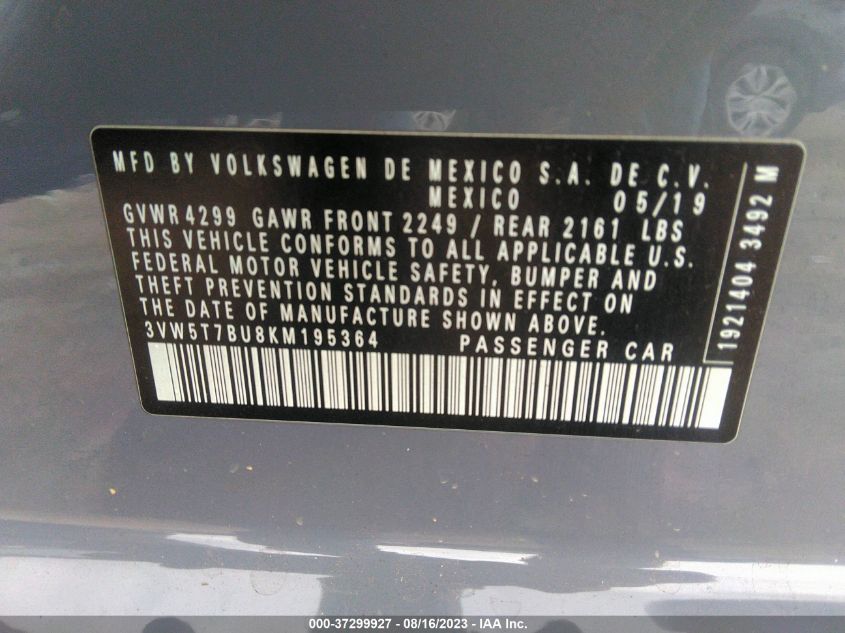 MFD BY VOLKSWAGEN DE MEXICO S.A. DE C.V.
MEXICO 05/19
GVWR 4299 GAWR FRONT 2249 / REAR 2161 LBS
THIS VEHICLE CONFORMS TO ALL APPLICABLE U.S.
FEDERAL MOTOR VEHICLE SAFETY, BUMPER AND
THEFT PREVENTION STANDARDS IN EFFECT ON
THE DATE OF MANUFACTURE SHOWN ABOVE.
3VW5T7BU8KM195364 PASSENGER CAR
1921404 3492 M
000-37299927 - 08/16/2023 - IAA Inc.